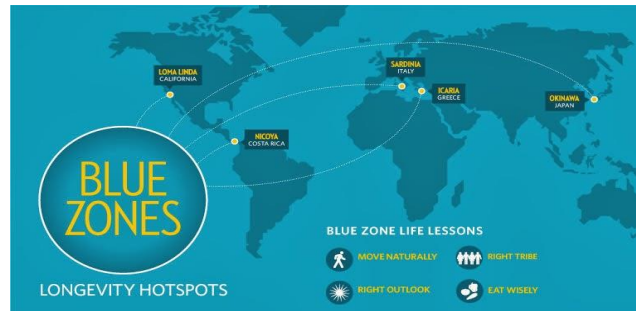 LOMA LINDA
CALIFORNIA
SARDINIA
ITALY
ICARIA
GREECE
OKINAWA
JAPAN
NICOYA
COSTA RICA
BLUE
ZONES
LONGEVITY HOTSPOTS
BLUE ZONE LIFE LESSONS
MOVE NATURALLY
RIGHT TRIBE
RIGHT OUTLOOK
EAT WISELY